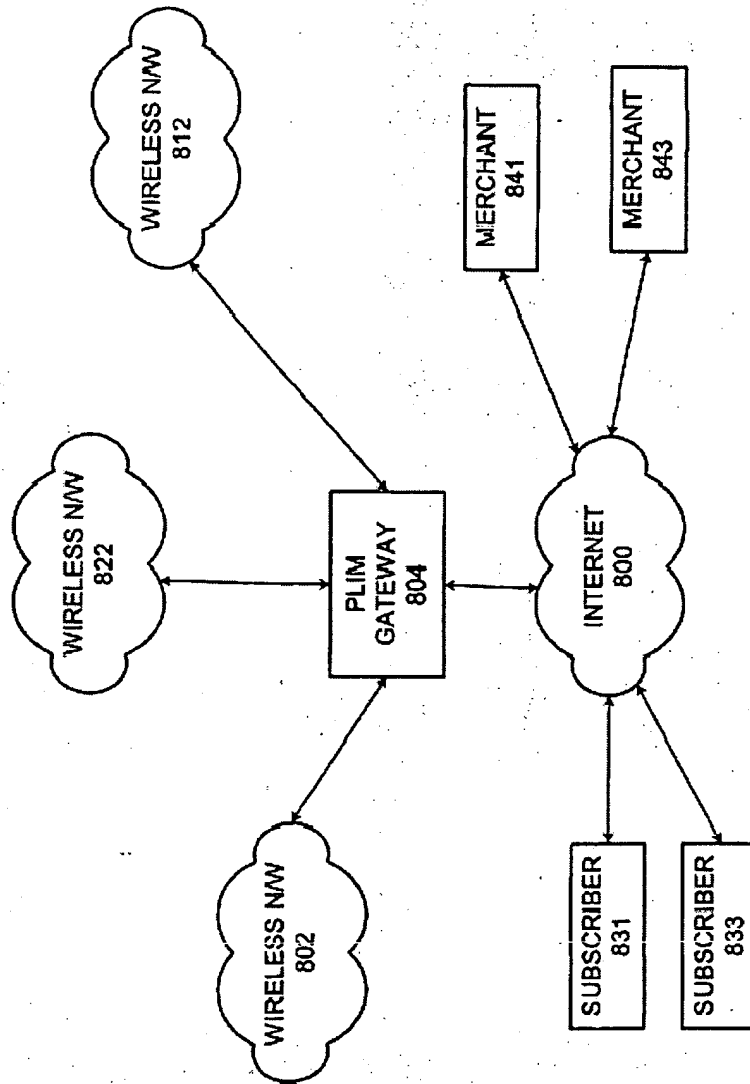 WIRELESS N/W
822
WIRELESS N/W
802
WIRELESS N/W
812
PLIM
GATEWAY
804
INTERNET
800
SUBSCRIBER
831
SUBSCRIBER
833
MERCHANT
841
MERCHANT
843